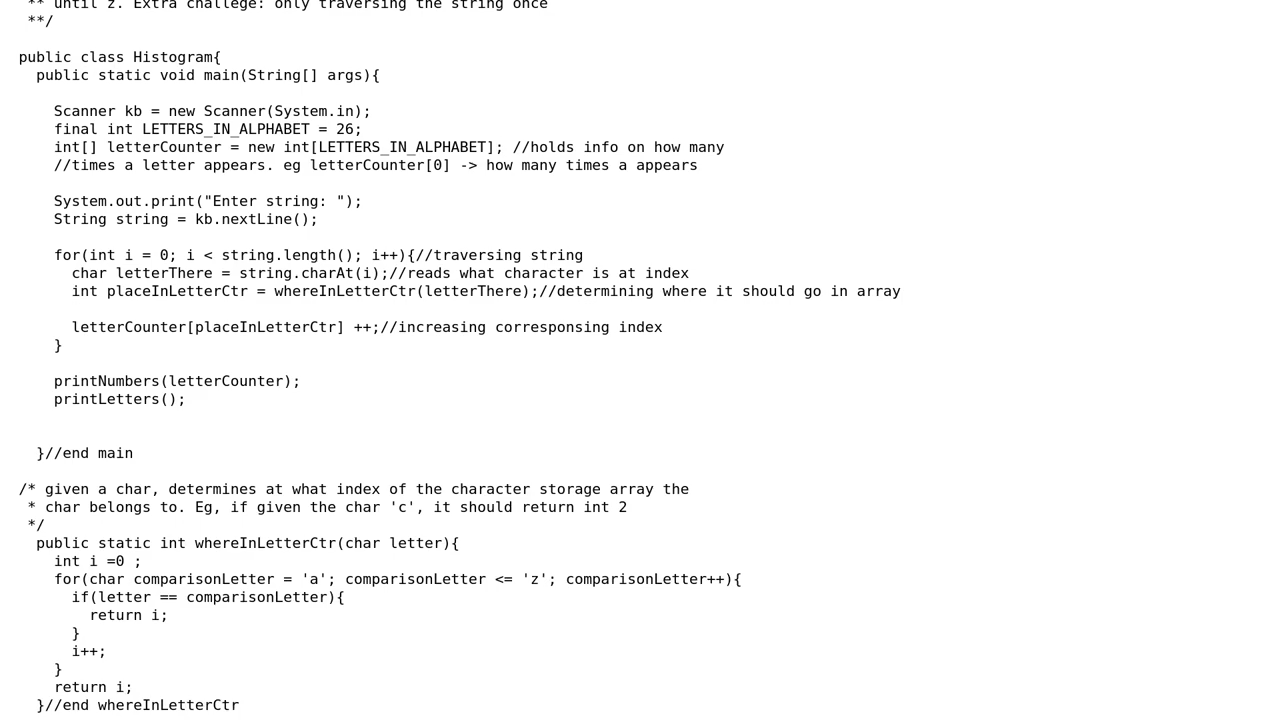 ** until z. Extra challege: only traversing the string once
**/
public class Histogram{
public static void main(String[] args){
Scanner kb = new Scanner(System.in);
final int LETTERS_IN_ALPHABET = 26;
int[] letterCounter = new int[LETTERS_IN_ALPHABET]; //holds info on how many
//times a letter appears. eg letterCounter[0] -> how many times a appears
System.out.print("Enter string: ");
String string = kb.nextLine();
for(int i = 0; i < string.length(); i++){//traversing string
char letterThere = string.charAt(i);//reads what character is at index
int placeInLetterCtr = whereInLetterCtr(letterThere);//determining where it should go in array
letterCounter[placeInLetterCtr] ++;//increasing corresponsing index
}
printNumbers(letterCounter);
printLetters();
}//end main
/* given a char, determines at what index of the character storage array the
* char belongs to. Eg, if given the char 'c', it should return int 2
*/
public static int whereInLetterCtr(char letter){
int i =0 ;
for(char comparisonLetter = 'a'; comparisonLetter <= 'z'; comparisonLetter++){
if(letter == comparisonLetter){
return i;
}
i++;
}
return i;
}//end whereInLetterCtr